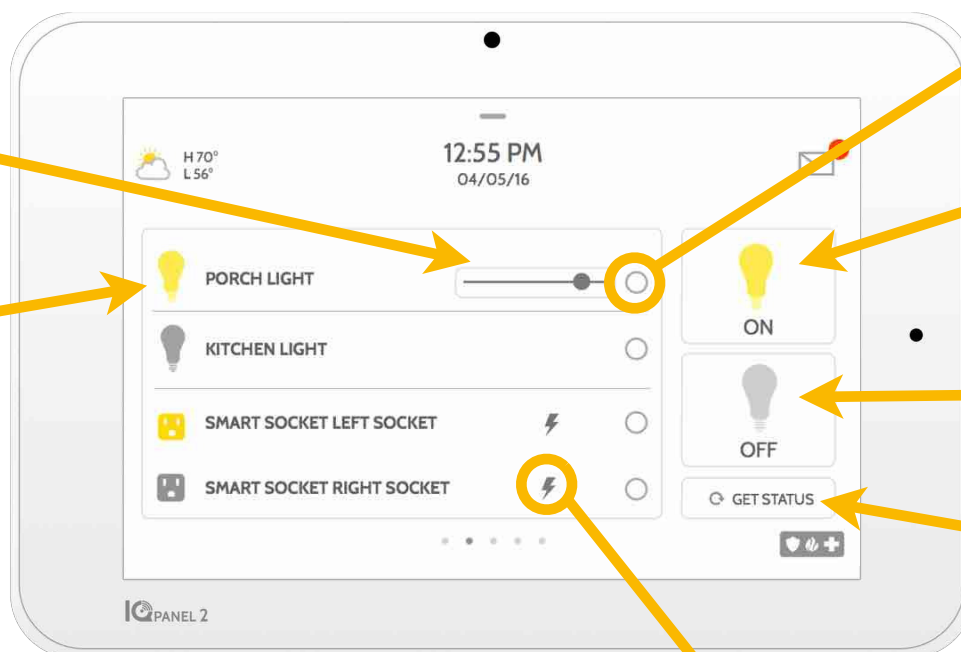 H 70°
L 56°
12:55 PM
04/05/16
PORCH LIGHT
KITCHEN LIGHT
SMART SOCKET LEFT SOCKET
SMART SOCKET RIGHT SOCKET
ON
OFF
GET STATUS
IQ PANEL 2